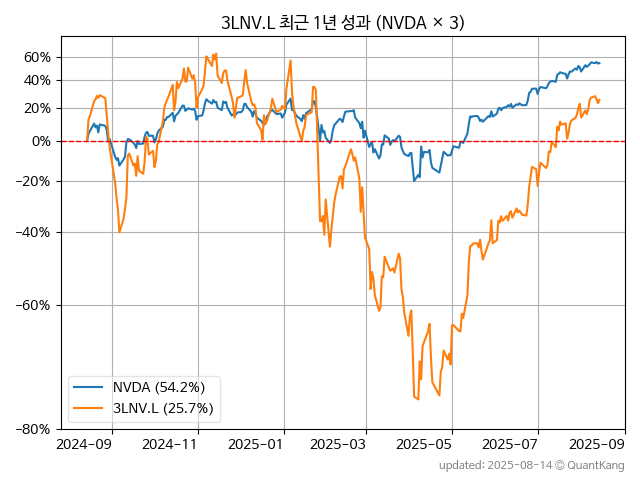 3LNV.L 최근 1년 성과 (NVDA × 3)
60%
40%
20%
0%
−20%
−40%
−60%
−80%
NVDA (54.2%)
3LNV.L (25.7%)
2024-09 2024-11 2025-01 2025-03 2025-05 2025-07 2025-09
updated: 2025-08-14 © QuantKang